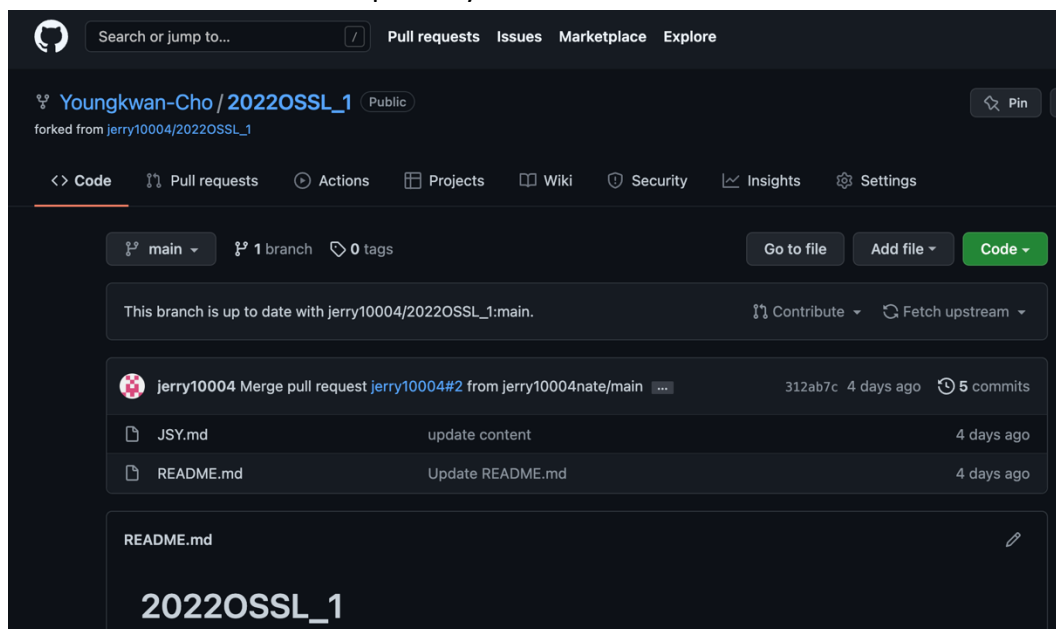 Search or jump to... / Pull requests Issues Marketplace Explore
Youngkwan-Cho / 2022OSSL_1 Public Pin
forked from jerry10004/2022OSSL_1
<> Code Pull requests Actions Projects Wiki Security Insights Settings
main 1 branch 0 tags Go to file Add file Code
This branch is up to date with jerry10004/2022OSSL_1:main. Contribute Fetch upstream
jerry10004 Merge pull request jerry10004#2 from jerry10004nate/main ... 312ab7c 4 days ago 5 commits
JSY.md update content 4 days ago
README.md Update README.md 4 days ago
README.md
2022OSSL_1